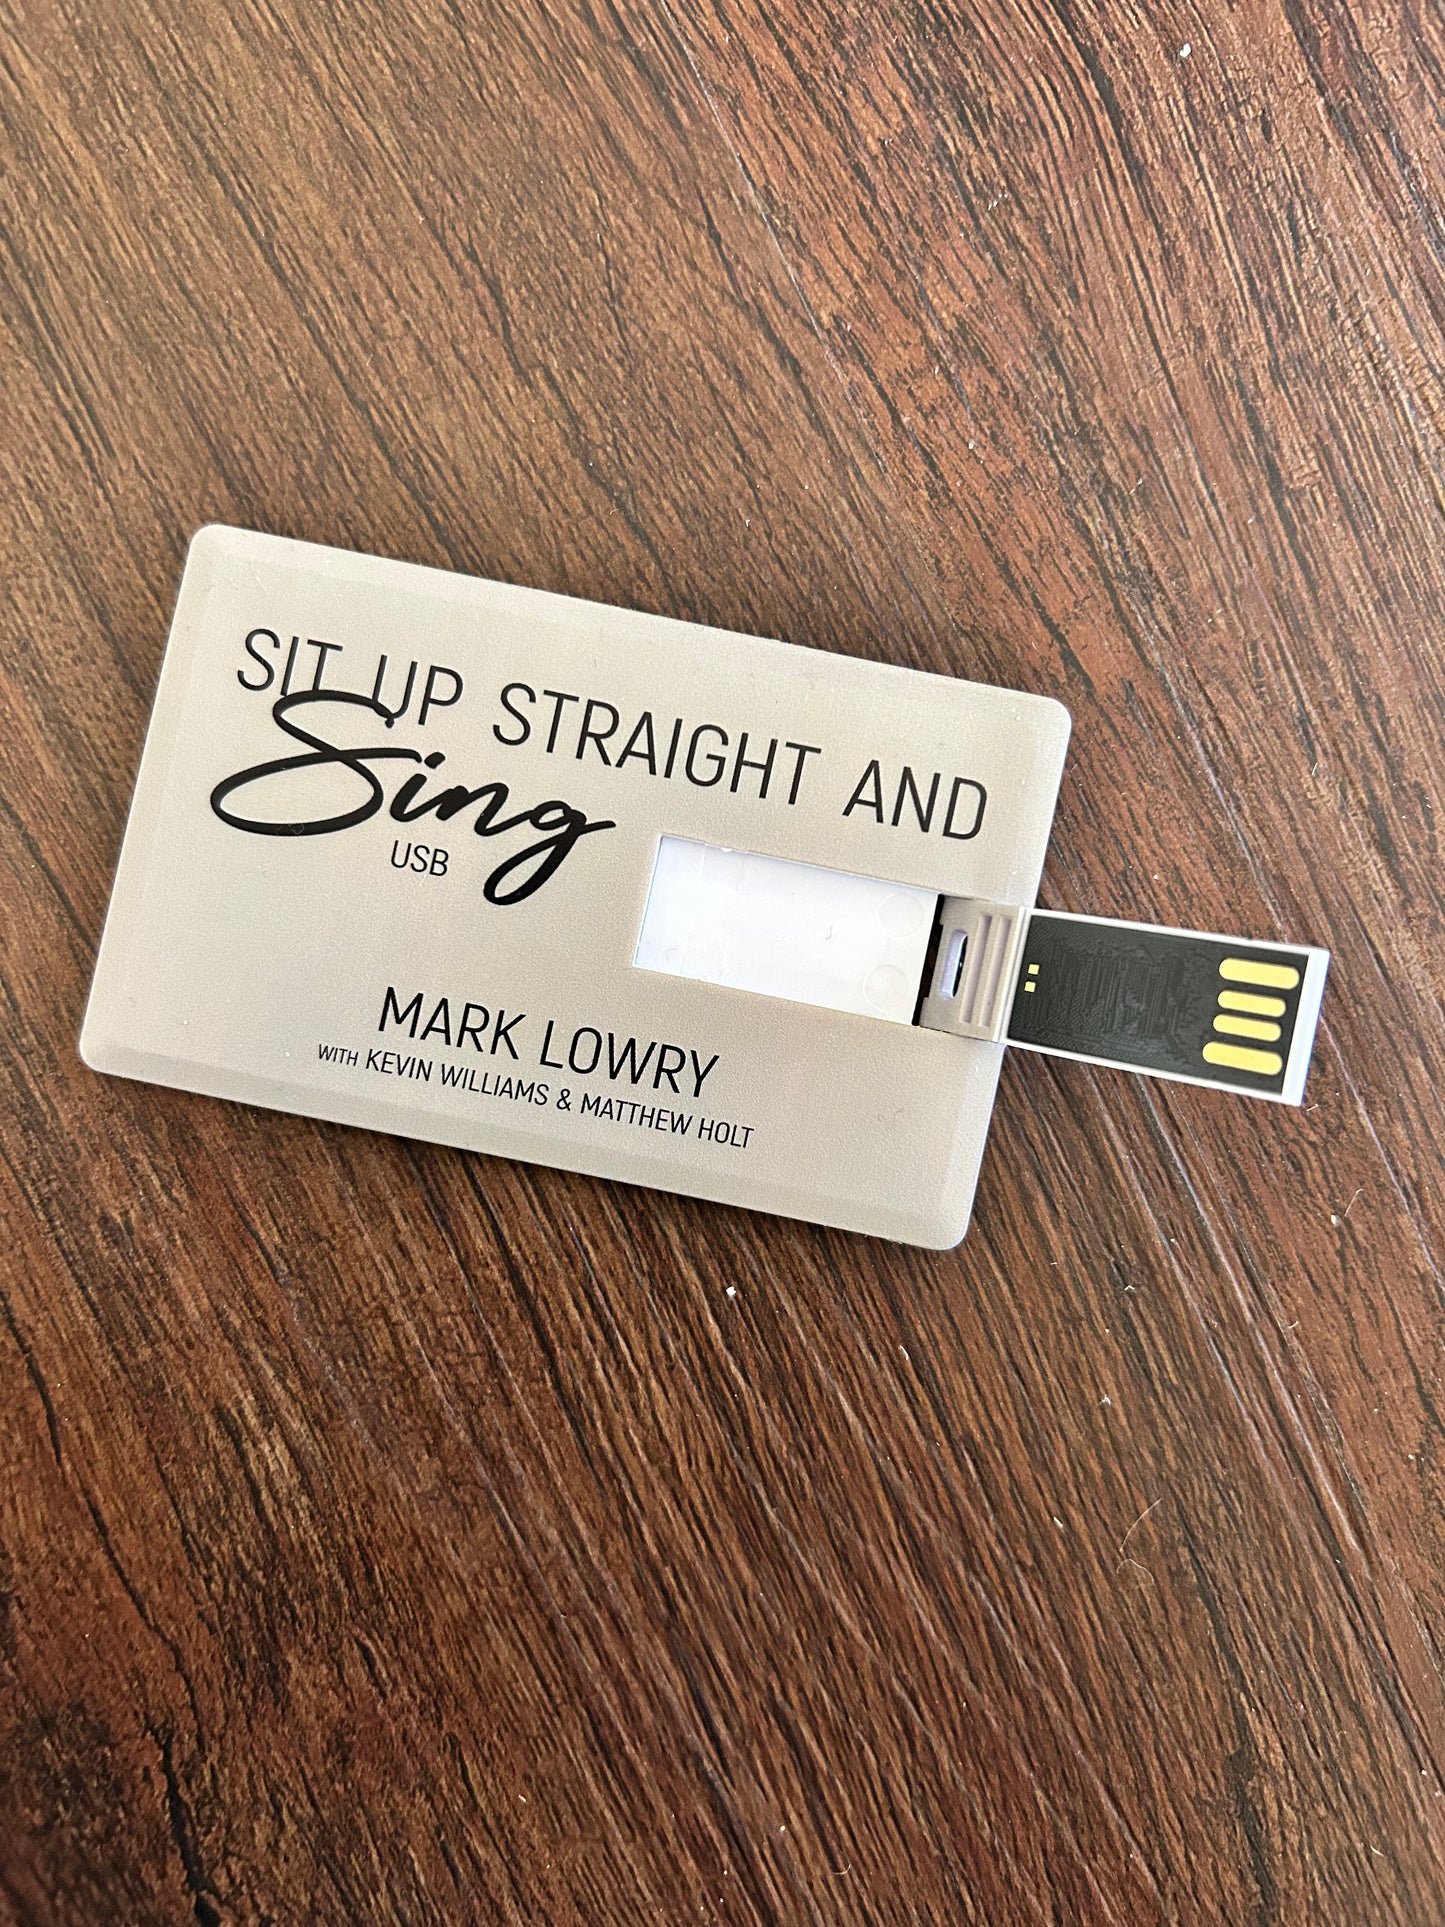 SIT UP STRAIGHT AND
Sing
USB
MARK LOWRY
WITH KEVIN WILLIAMS & MATTHEW HOLT